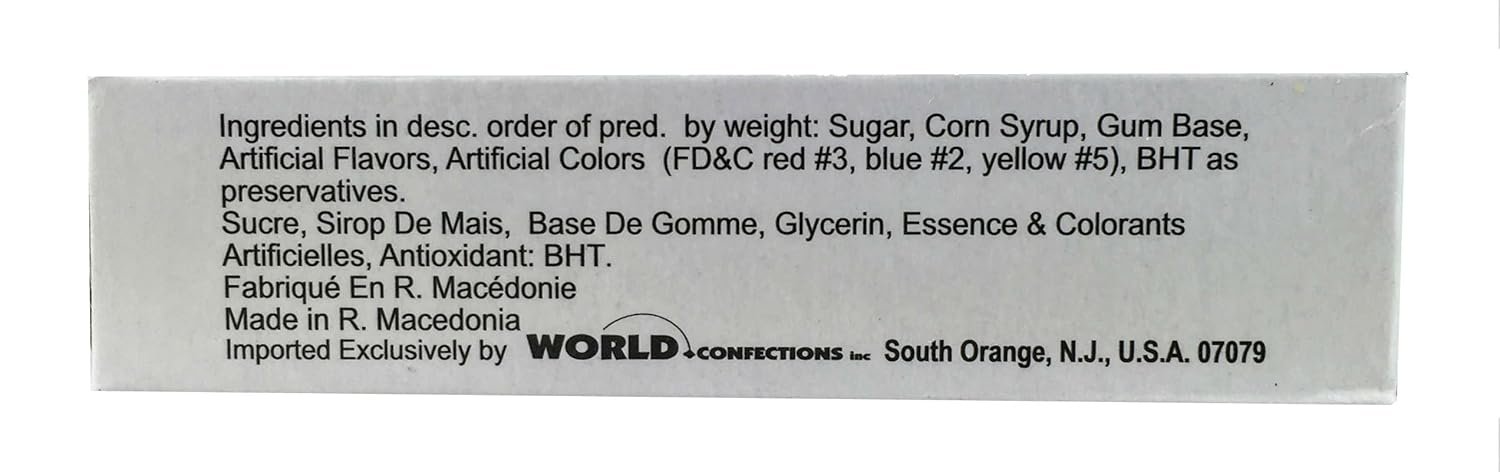 Ingredients in desc. order of pred. by weight: Sugar, Corn Syrup, Gum Base,
Artificial Flavors, Artificial Colors (FD&C red #3, blue #2, yellow #5), BHT as
preservatives.
Sucre, Sirop De Mais, Base De Gomme, Glycerin, Essence & Colorants
Artificielles, Antioxidant: BHT.
Fabriqué En R. Macédonie
Made in R. Macedonia
Imported Exclusively by WORLD CONFECTIONS inc South Orange, N.J., U.S.A. 07079